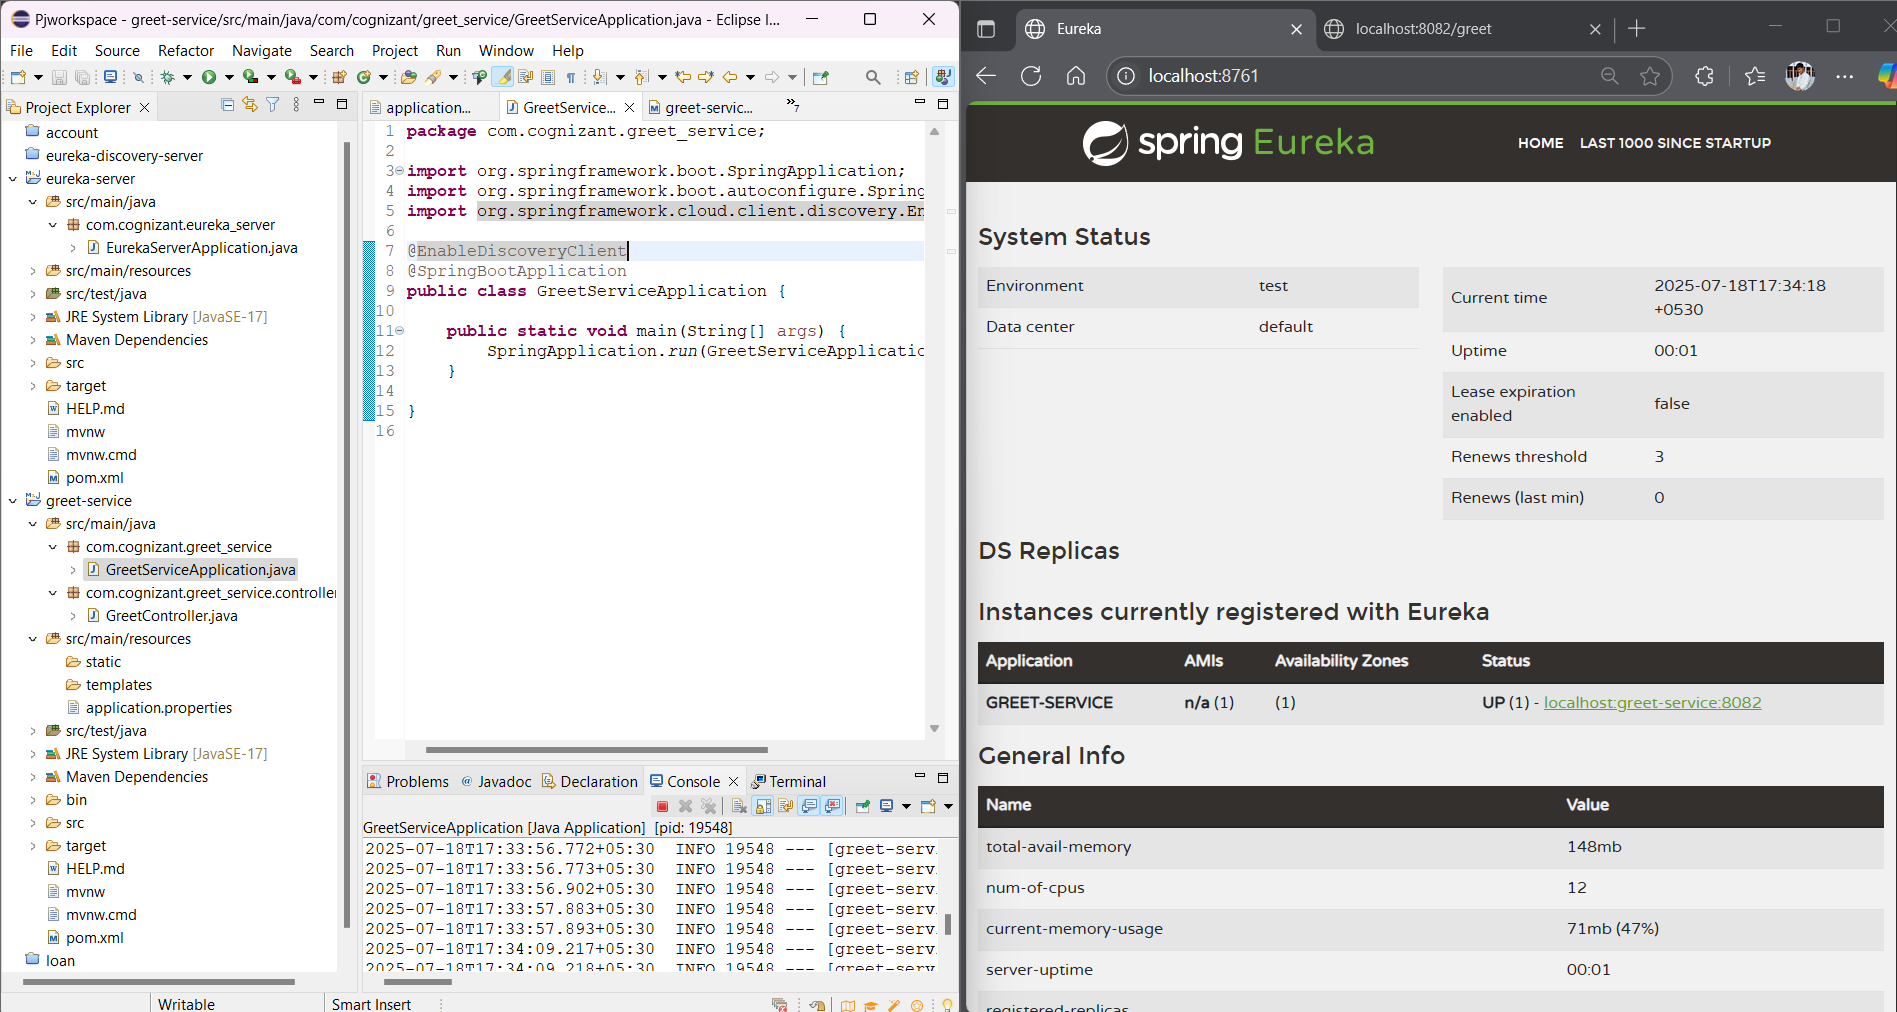 Pjworkspace - greet-service/src/main/java/com/cognizant/greet_service/GreetServiceApplication.java - Eclipse I...
File Edit Source Refactor Navigate Search Project Run Window Help
Project Explorer
account
eureka-discovery-server
eureka-server
src/main/java
com.cognizant.eureka_server
EurekaServerApplication.java
src/main/resources
src/test/java
JRE System Library [JavaSE-17]
Maven Dependencies
src
target
HELP.md
mvnw
mvnw.cmd
pom.xml
greet-service
src/main/java
com.cognizant.greet_service
GreetServiceApplication.java
com.cognizant.greet_service.controller
GreetController.java
src/main/resources
static
templates
application.properties
src/test/java
JRE System Library [JavaSE-17]
Maven Dependencies
bin
src
target
HELP.md
mvnw
mvnw.cmd
pom.xml
loan
application... GreetService... greet-servic... »7
1 package com.cognizant.greet_service;
2
3 import org.springframework.boot.SpringApplication;
4 import org.springframework.boot.autoconfigure.Spring
5 import org.springframework.cloud.client.discovery.En
6
7 @EnableDiscoveryClient
8 @SpringBootApplication
9 public class GreetServiceApplication {
10
11 public static void main(String[] args) {
12 SpringApplication.run(GreetServiceApplicatio
13 }
14
15 }
16
Problems Javadoc Declaration Console Terminal
GreetServiceApplication [Java Application] [pid: 19548]
2025-07-18T17:33:56.772+05:30 INFO 19548 --- [greet-serv
2025-07-18T17:33:56.773+05:30 INFO 19548 --- [greet-serv
2025-07-18T17:33:56.902+05:30 INFO 19548 --- [greet-serv
2025-07-18T17:33:57.883+05:30 INFO 19548 --- [greet-serv
2025-07-18T17:33:57.893+05:30 INFO 19548 --- [greet-serv
2025-07-18T17:34:09.217+05:30 INFO 19548 --- [greet-serv
2025-07-18T17:34:09.218+05:30 INFO 19548 --- [greet-serv
Writable Smart Insert
Eureka localhost:8082/greet
localhost:8761
spring Eureka HOME LAST 1000 SINCE STARTUP
System Status
Environment test
Data center default
Current time 2025-07-18T17:34:18 +0530
Uptime 00:01
Lease expiration enabled false
Renews threshold 3
Renews (last min) 0
DS Replicas
Instances currently registered with Eureka
Application AMIs Availability Zones Status
GREET-SERVICE n/a (1) (1) UP (1) - localhost:greet-service:8082
General Info
Name Value
total-avail-memory 148mb
num-of-cpus 12
current-memory-usage 71mb (47%)
server-uptime 00:01
registered-replicas